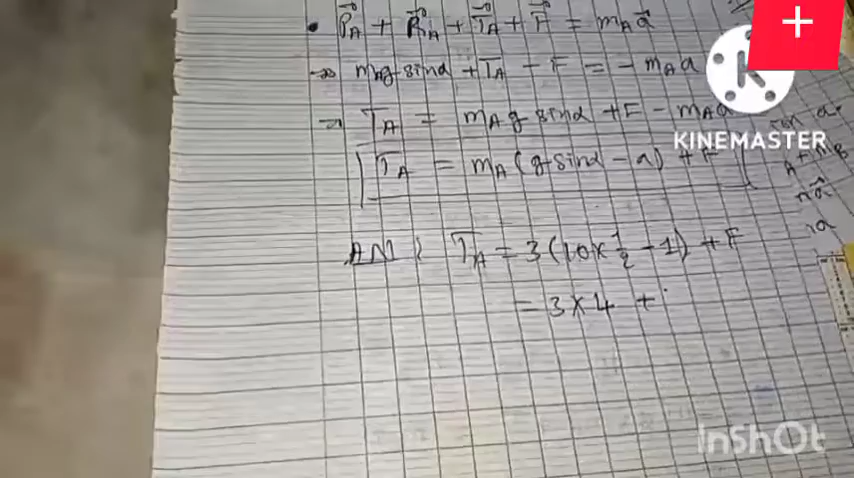 • P⃗A + R⃗A + T⃗A + F⃗ = mA a⃗
→ mAg sinα + TA − F = − mA a
→ TA = mA g sinα + F − mA a
TA = mA (g sinα − a) + F
AN : TA = 3 (10 × 1/2 − 1) + F
= 3 × 4 +
KINEMASTER
InShOt